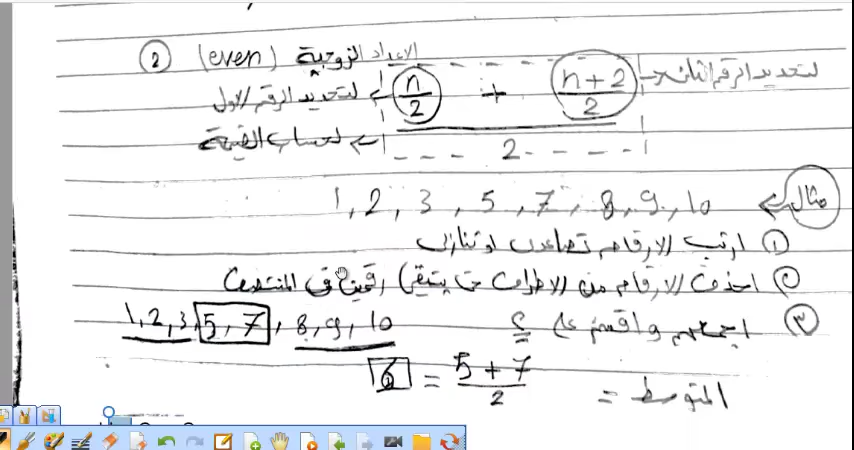 ② (even) الاعداد الزوجية
لتحديد الرقم الاول n/2 + (n+2)/2 لتحديد الرقم الثاني
لحساب القيمة 2
مثال 1, 2, 3, 5, 7, 8, 9, 10
① ارتب الارقام تصاعدي او تنازلي
② احذف الارقام من الاطراف حتى يتبقى رقمين في المنتصف
③ اجمعهم واقسم على 2 1, 2, 3, 5, 7, 8, 9, 10
المتوسط = 5 + 7 / 2 = 6